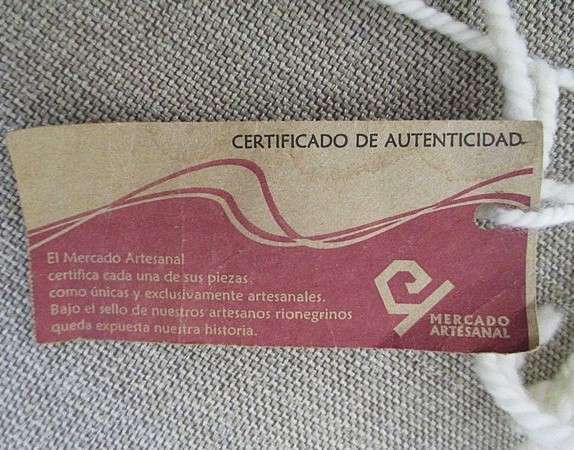 CERTIFICADO DE AUTENTICIDAD
El Mercado Artesanal
certifica cada una de sus piezas
como únicas y exclusivamente artesanales.
Bajo el sello de nuestros artesanos rionegrinos
queda expuesta nuestra historia.
MERCADO
ARTESANAL